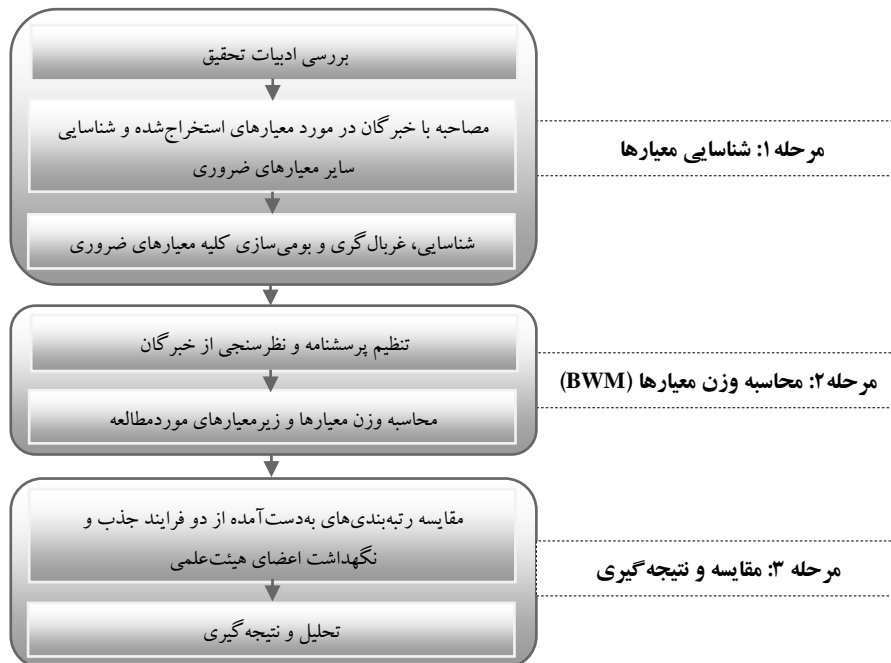 بررسی ادبیات تحقیق
مصاحبه با خبرگان در مورد معیارهای استخراج‌شده و شناسایی
سایر معیارهای ضروری
مرحله ۱: شناسایی معیارها
شناسایی، غربال‌گری و بومی‌سازی کلیه معیارهای ضروری
تنظیم پرسشنامه و نظرسنجی از خبرگان
مرحله۲: محاسبه وزن معیارها (BWM)
محاسبه وزن معیارها و زیرمعیارهای موردمطالعه
مقایسه رتبه‌بندی‌های به‌دست‌آمده از دو فرایند جذب و
نگهداشت اعضای هیئت‌علمی
مرحله ۳: مقایسه و نتیجه‌گیری
تحلیل و نتیجه‌گیری